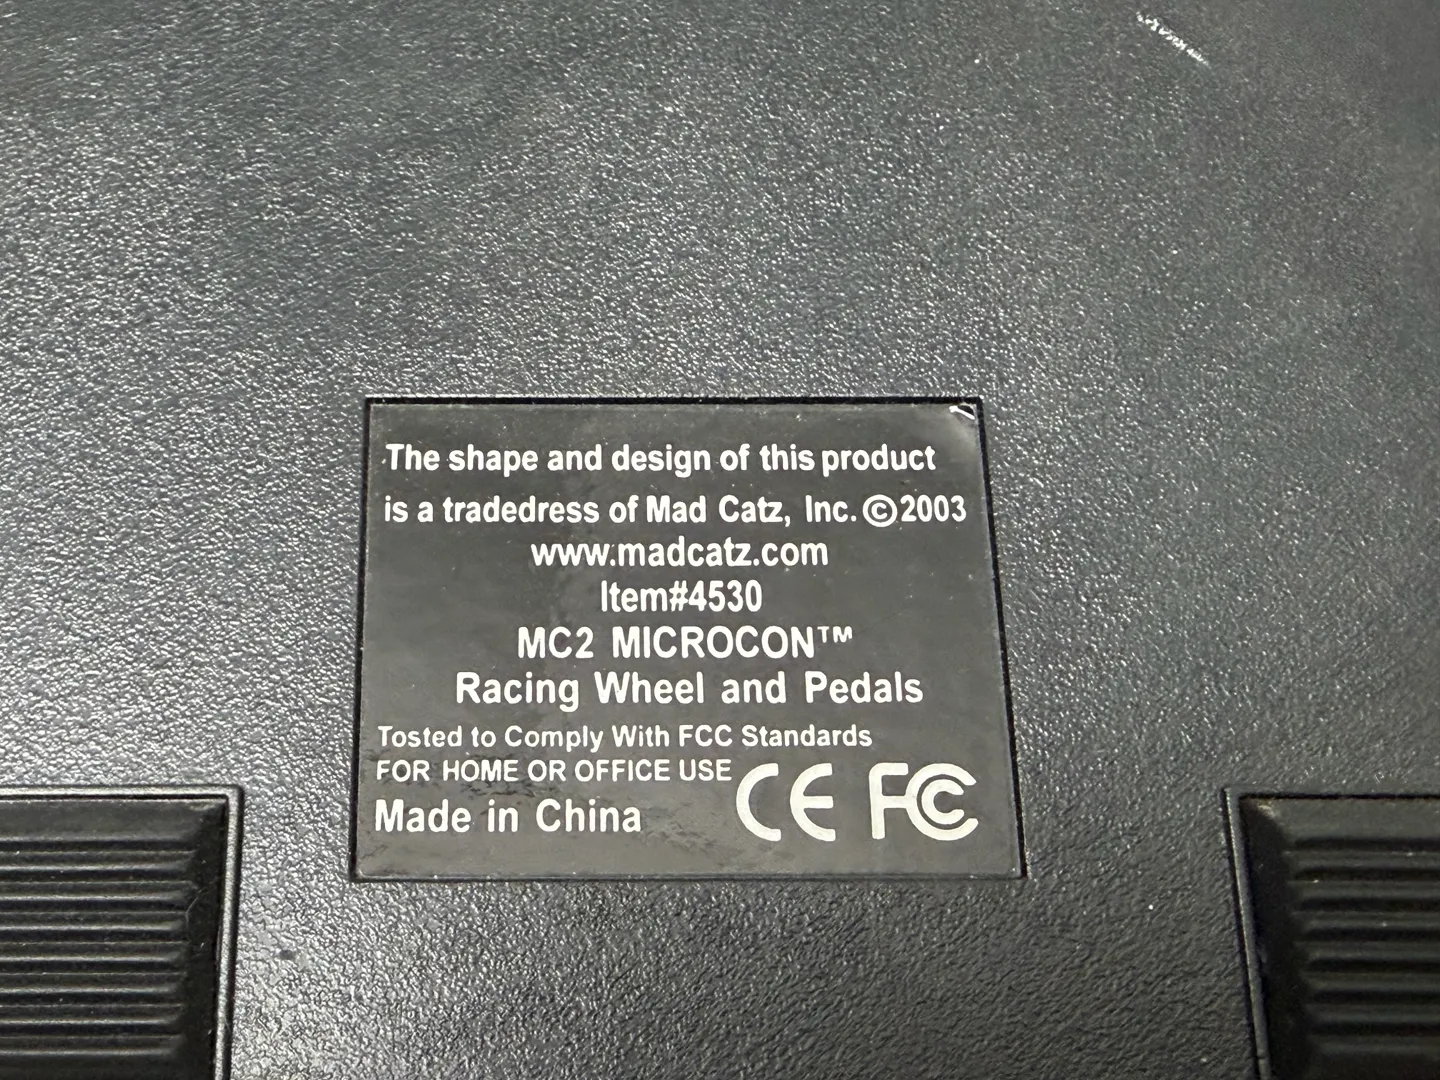 The shape and design of this product
is a tradedress of Mad Catz, Inc. ©2003
www.madcatz.com
Item#4530
MC2 MICROCON™
Racing Wheel and Pedals
Tosted to Comply With FCC Standards
FOR HOME OR OFFICE USE
Made in China
CE FC